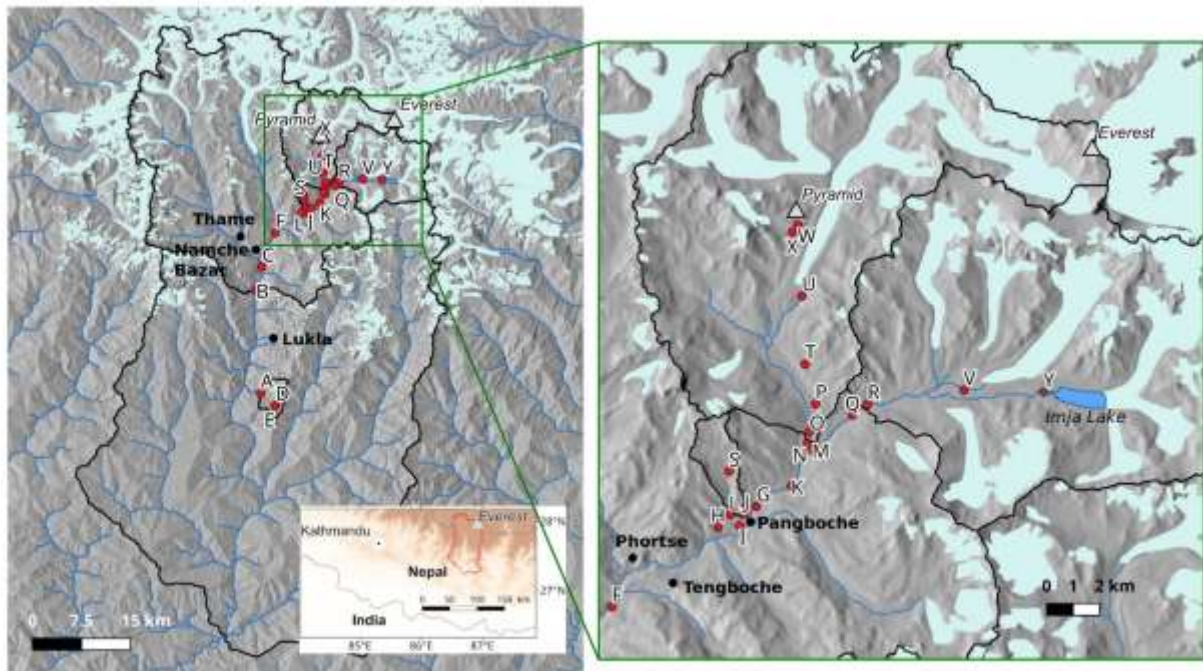 Everest
Pyramid
U T R V Y
S
Q
K
L I
F
Thame
Namche
Bazar
C
B
Lukla
A
D
E
Everest
28°N
Kathmandu
Nepal
27°N
0 50 100 150 km
India
85°E 86°E 87°E
0 7.5 15 km
Everest
Pyramid
W
X
U
T
P
V
Y
R
Q
O
Imja Lake
N M
S
K
G
J
H
Pangboche
I
Phortse
Tengboche
F
0 1 2 km